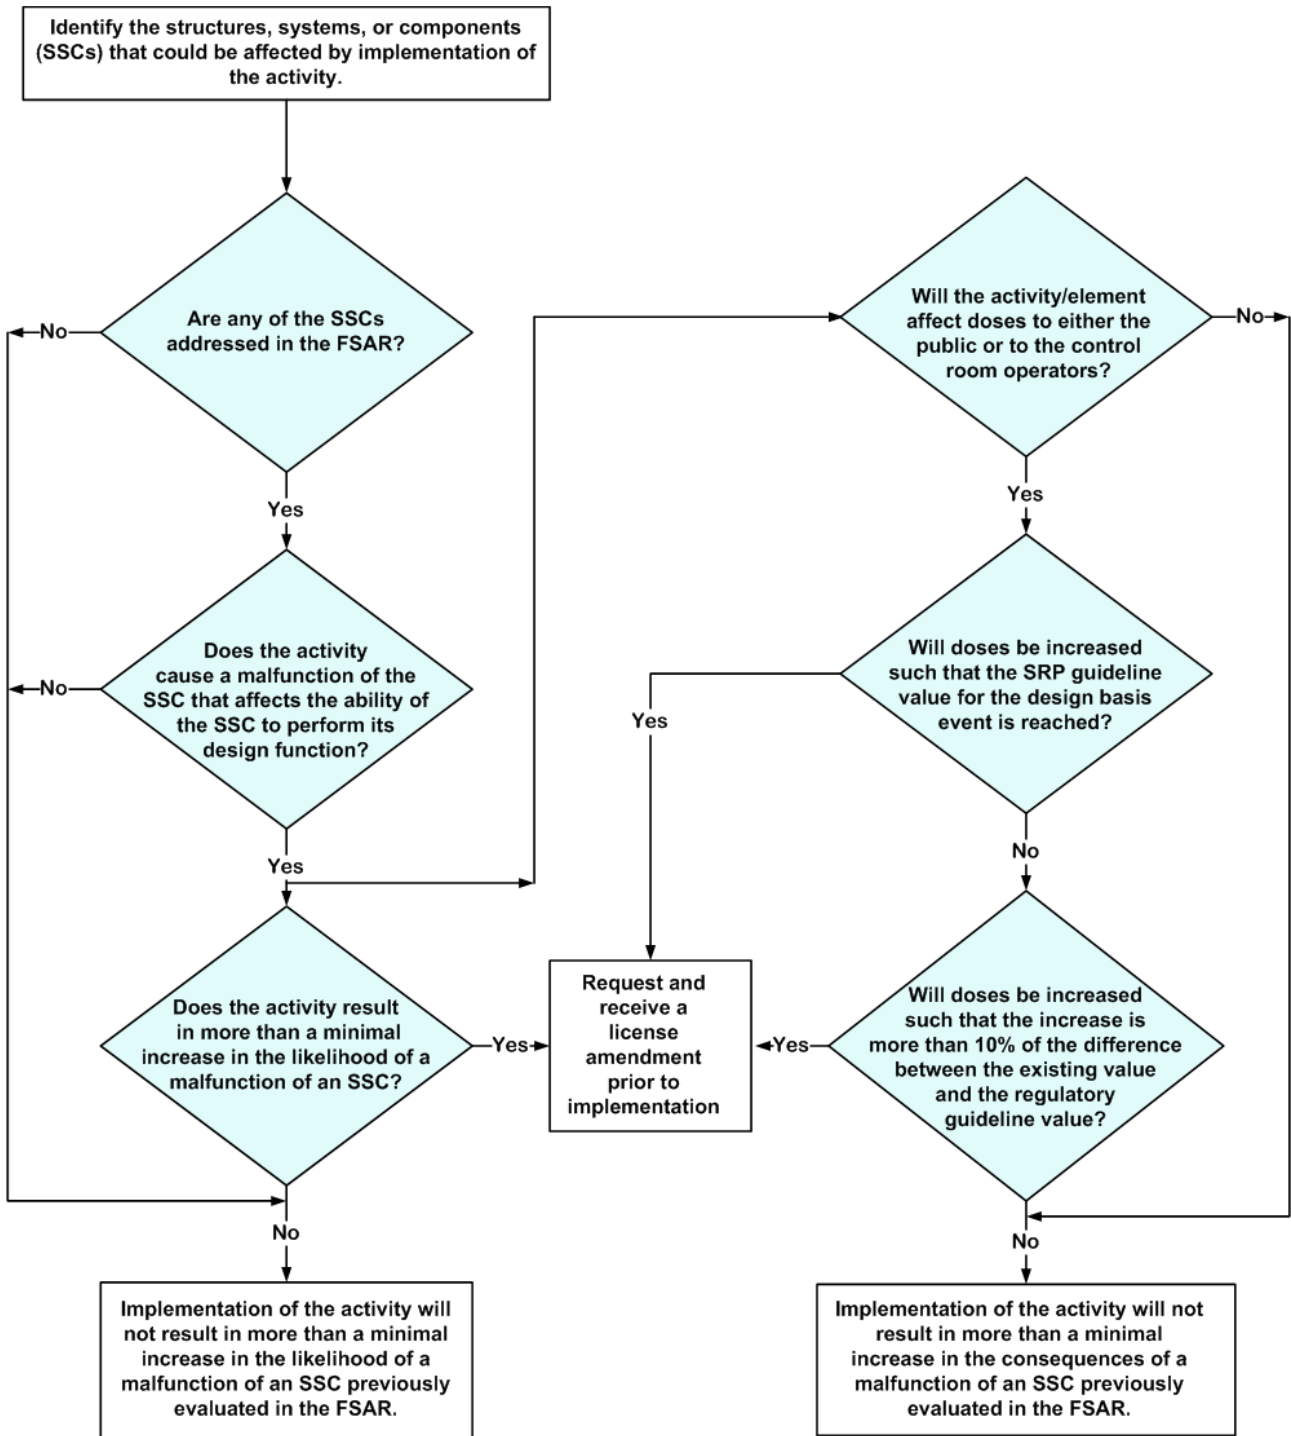 Identify the structures, systems, or components
(SSCs) that could be affected by implementation of
the activity.
Are any of the SSCs
addressed in the FSAR?
No
Yes
Does the activity
cause a malfunction of the
SSC that affects the ability of
the SSC to perform its
design function?
No
Yes
Does the activity result
in more than a minimal
increase in the likelihood of a
malfunction of an SSC?
Yes
No
Implementation of the activity will
not result in more than a minimal
increase in the likelihood of a
malfunction of an SSC previously
evaluated in the FSAR.
Request and
receive a
license
amendment
prior to
implementation
Will the activity/element
affect doses to either the
public or to the control
room operators?
No
Yes
Will doses be increased
such that the SRP guideline
value for the design basis
event is reached?
Yes
No
Will doses be increased
such that the increase is
more than 10% of the difference
between the existing value
and the regulatory
guideline value?
Yes
No
Implementation of the activity will not
result in more than a minimal
increase in the consequences of a
malfunction of an SSC previously
evaluated in the FSAR.